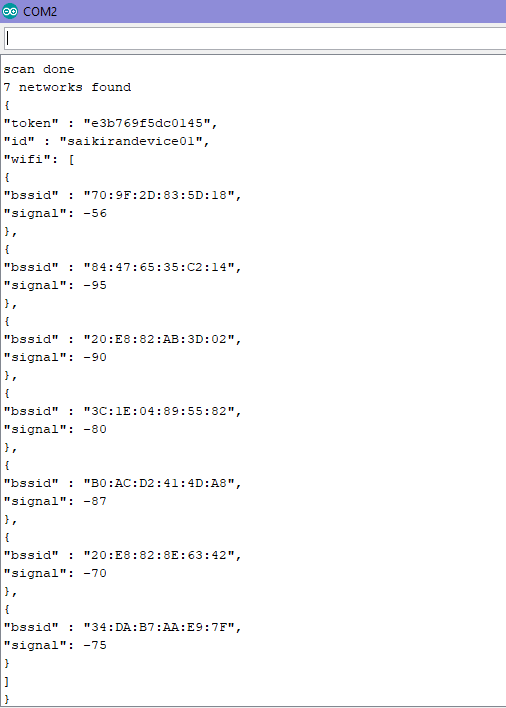 COM2
scan done
7 networks found
{
"token" : "e3b769f5dc0145",
"id" : "saikirandevice01",
"wifi": [
{
"bssid" : "70:9F:2D:83:5D:18",
"signal": -56
},
{
"bssid" : "84:47:65:35:C2:14",
"signal": -95
},
{
"bssid" : "20:E8:82:AB:3D:02",
"signal": -90
},
{
"bssid" : "3C:1E:04:89:55:82",
"signal": -80
},
{
"bssid" : "B0:AC:D2:41:4D:A8",
"signal": -87
},
{
"bssid" : "20:E8:82:8E:63:42",
"signal": -70
},
{
"bssid" : "34:DA:B7:AA:E9:7F",
"signal": -75
}
]
}